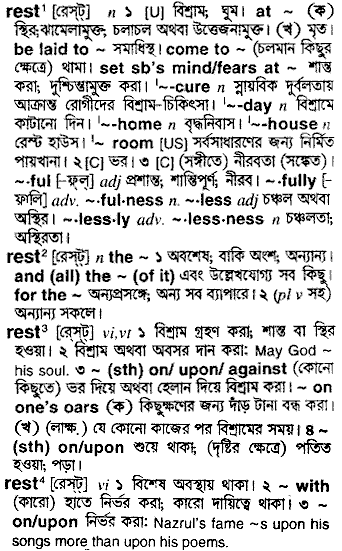 rest¹ [রেস্ট্] n ১ [U] বিশ্রাম; ঘুম। at ~ (ক)
স্থির;ঝামেলামুক্ত; চলাচল অথবা উত্তেজনামুক্ত। (খ) মৃত।
be laid to ~ সমাধিস্থ। come to ~ (চলমান কিছুর
ক্ষেত্রে) থামা। set sb's mind/fears at ~ শান্ত
করা; দুশ্চিন্তামুক্ত করা। ˈ~-cure n স্নায়বিক দুর্বলতায়
আক্রান্ত রোগীদের বিশ্রাম-চিকিৎসা। ˈ~-day n বিশ্রামে
কাটানো দিন। ˈ~-home n বৃদ্ধনিবাস। ˈ~-house n
রেস্ট হাউস। ˈ~ room [US] সর্বসাধারণের জন্য নির্মিত
পায়খানা। ২ [C] ভর। ৩ [C] (সঙ্গীতে) নীরবতা (সঙ্কেত)।
~·ful [-ফ্‌ল্] adj প্রশান্ত; শান্তিপূর্ণ; নীরব। ~·fully [-
ফালি] adv. ~·ful·ness n. ~·less adj চঞ্চল অথবা
অস্থির। ~·less·ly adv. ~·less·ness n চঞ্চলতা;
অস্থিরতা।
rest² [রেস্ট্] n the ~ ১ অবশেষ; বাকি অংশ; অন্যান্য।
and (all) the ~ (of it) এবং উল্লেখযোগ্য সব কিছু।
for the ~ অন্যপ্রসঙ্গে; অন্য সব ব্যাপারে। ২ (pl v সহ)
অন্যান্য সকলে।
rest³ [রেস্ট্] vi,vt ১ বিশ্রাম গ্রহণ করা; শান্ত বা স্থির
হওয়া। ২ বিশ্রাম অথবা অবসর দান করা: May God ~
his soul. ৩ ~ (sth) on/ upon/ against (কোনো
কিছুতে) ভর দিয়ে অথবা হেলান দিয়ে বিশ্রাম করা। ~ on
one's oars (ক) কিছুক্ষণের জন্য দাঁড় টানা বন্ধ করা।
(খ) (লাক্ষ.) যে কোনো কাজের পর বিশ্রামের সময়। ৪ ~
(sth) on/upon শুয়ে থাকা; (দৃষ্টির ক্ষেত্রে) পতিত
হওয়া; পড়া।
rest⁴ [রেস্ট্] vi ১ বিশেষ অবস্থায় থাকা। ২ ~ with
(কারো) হাতে নির্ভর করা; কারো দায়িত্বে থাকা। ৩ ~
on/upon নির্ভর করা: Nazrul's fame ~s upon his
songs more than upon his poems.